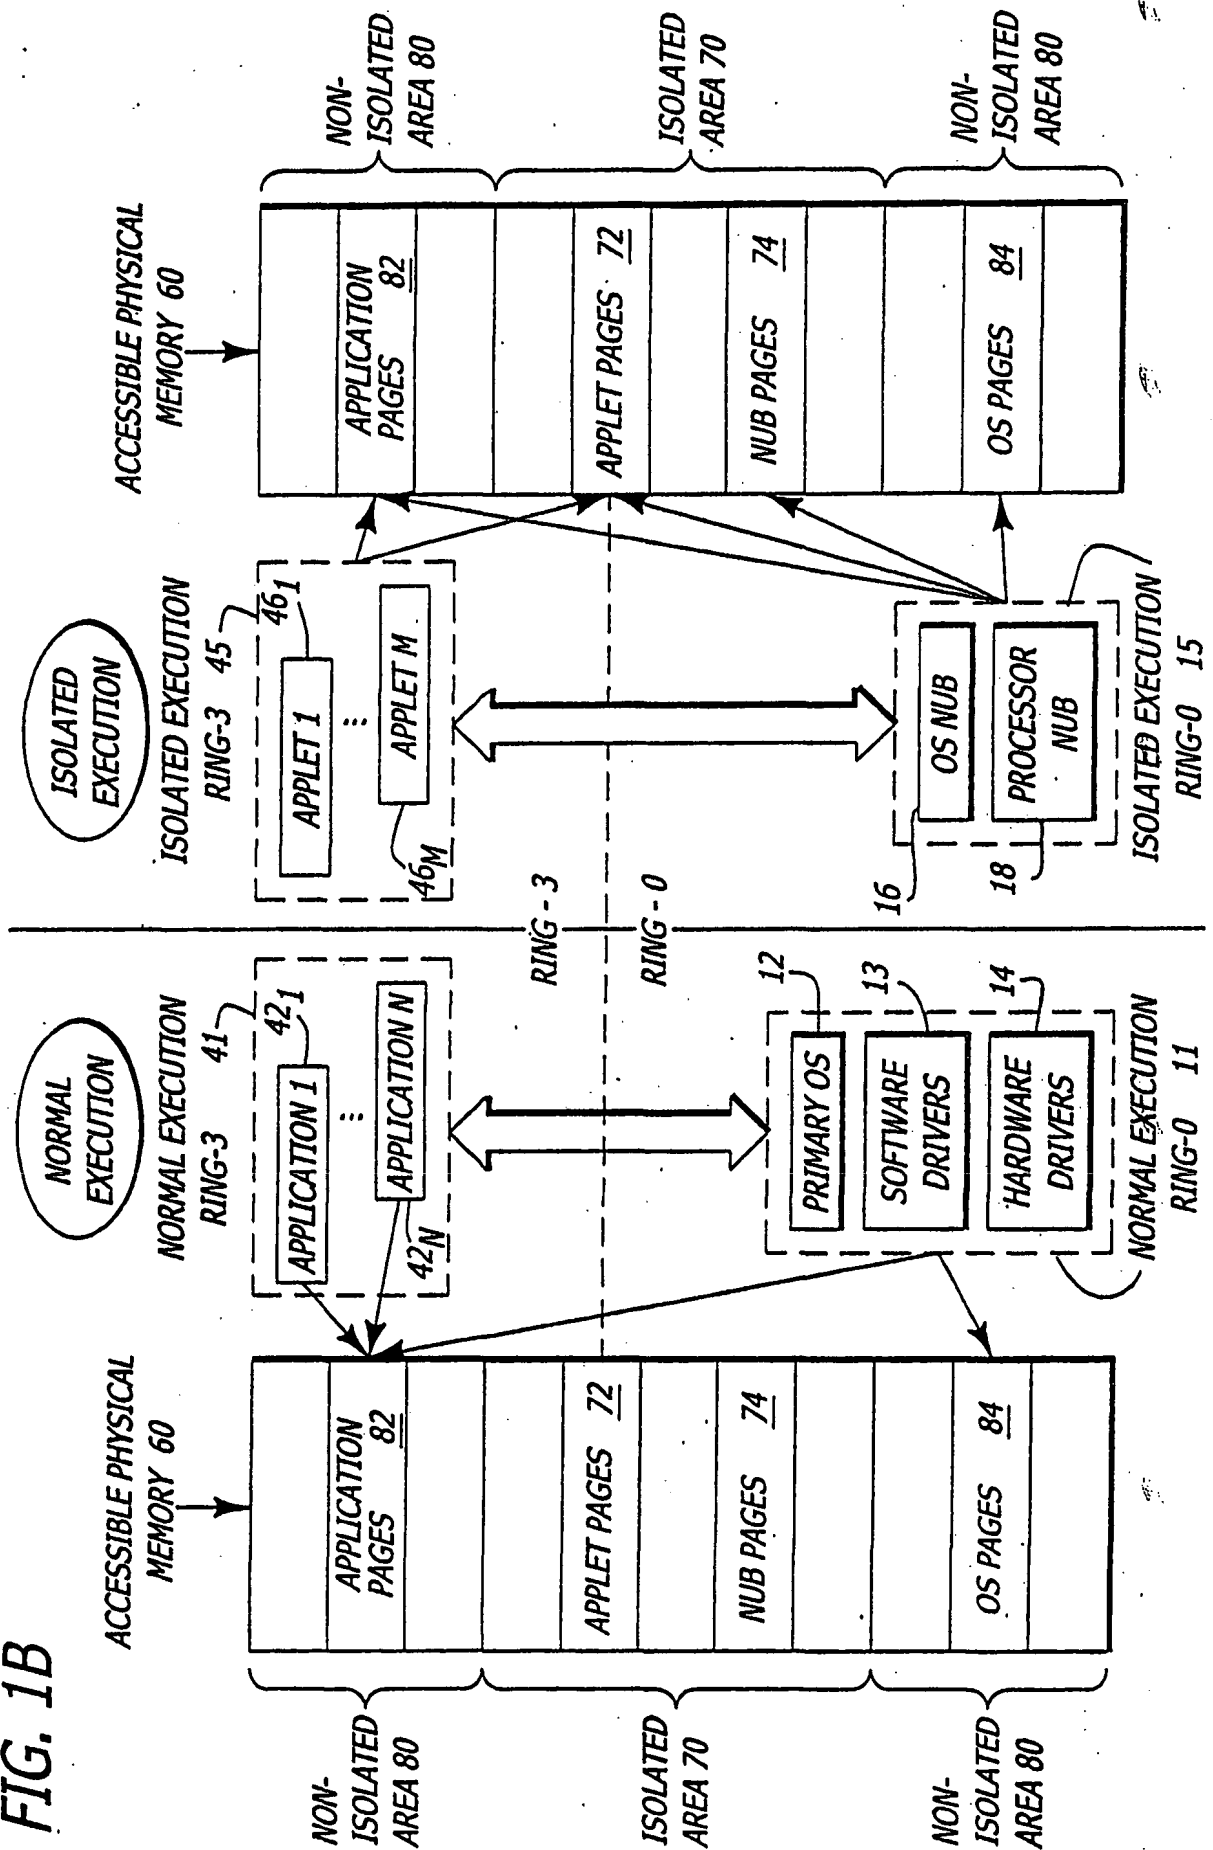 FIG. 1B
ACCESSIBLE PHYSICAL
MEMORY 60
NON-
ISOLATED
AREA 80
ISOLATED
AREA 70
NON-
ISOLATED
AREA 80
APPLICATION
PAGES 82
APPLET PAGES 72
NUB PAGES 74
OS PAGES 84
NORMAL
EXECUTION
NORMAL EXECUTION
RING-3 41
42 1
APPLICATION 1
...
APPLICATION N
42 N
PRIMARY OS
12
SOFTWARE
DRIVERS
13
HARDWARE
DRIVERS
14
NORMAL EXECUTION
RING-0 11
RING - 3
RING - 0
ISOLATED
EXECUTION
ISOLATED EXECUTION
RING-3 45
46 1
APPLET 1
...
APPLET M
46 M
OS NUB
16
PROCESSOR
NUB
18
ISOLATED EXECUTION
RING-0 15
ACCESSIBLE PHYSICAL
MEMORY 60
APPLICATION
PAGES 82
APPLET PAGES 72
NUB PAGES 74
OS PAGES 84
NON-
ISOLATED
AREA 80
ISOLATED
AREA 70
NON-
ISOLATED
AREA 80